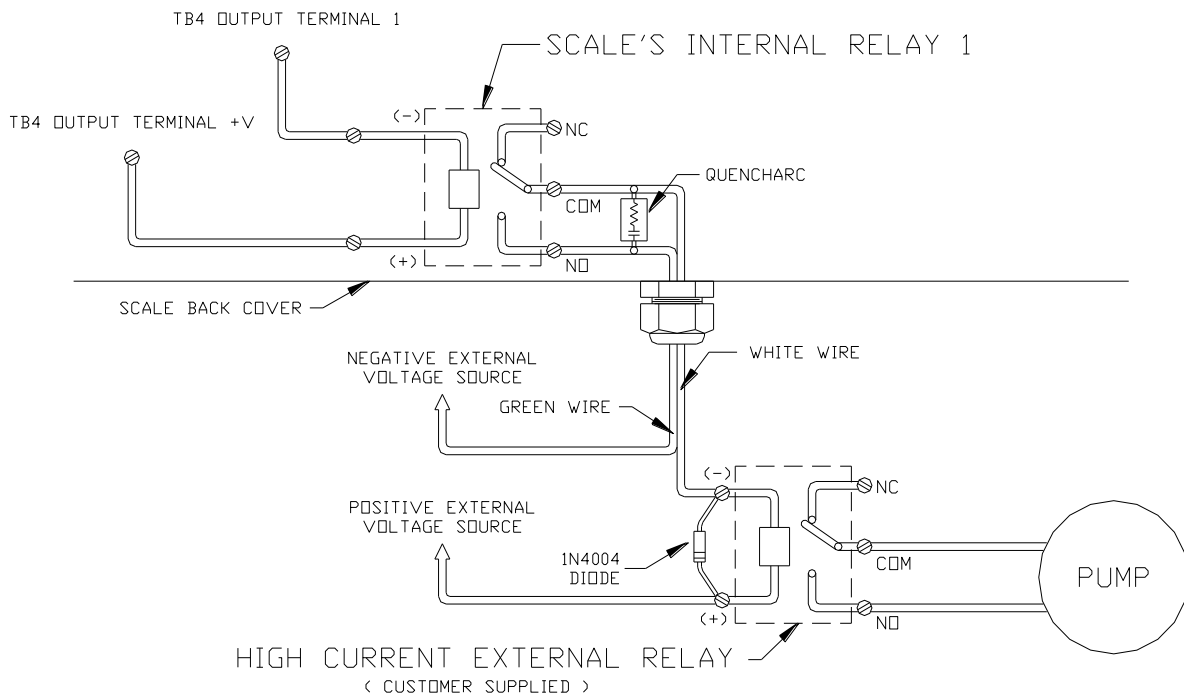 TB4 OUTPUT TERMINAL 1
SCALE'S INTERNAL RELAY 1
TB4 OUTPUT TERMINAL +V
(-)
NC
QUENCHARC
COM
(+)
NO
SCALE BACK COVER
WHITE WIRE
NEGATIVE EXTERNAL
VOLTAGE SOURCE
GREEN WIRE
(-)
NC
POSITIVE EXTERNAL
VOLTAGE SOURCE
1N4004
DIODE
COM
PUMP
(+)
NO
HIGH CURRENT EXTERNAL RELAY
( CUSTOMER SUPPLIED )